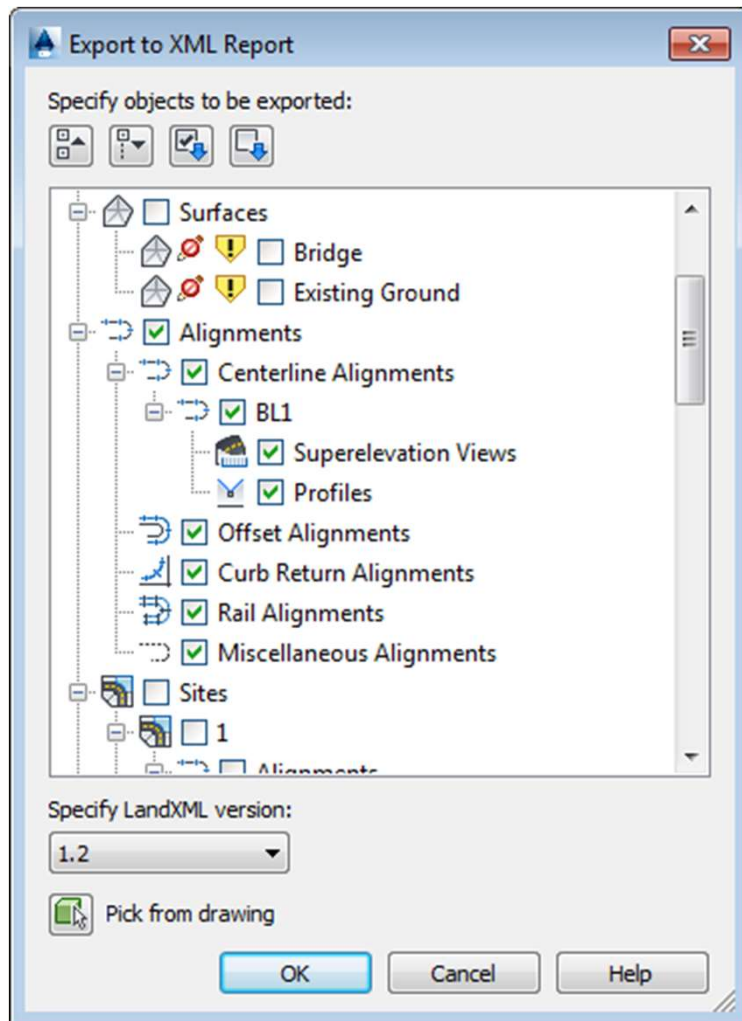 Export to XML Report
Specify objects to be exported:
Surfaces
Bridge
Existing Ground
Alignments
Centerline Alignments
BL1
Superelevation Views
Profiles
Offset Alignments
Curb Return Alignments
Rail Alignments
Miscellaneous Alignments
Sites
1
Alignments
Specify LandXML version:
1.2
Pick from drawing
OK Cancel Help